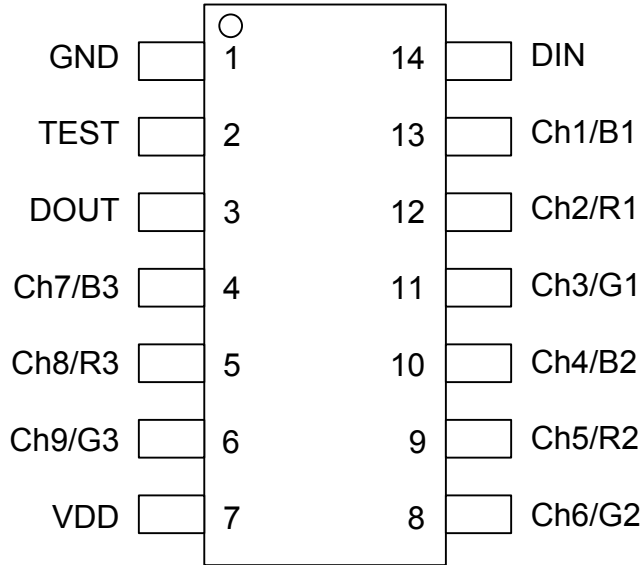 GND 1 14 DIN
TEST 2 13 Ch1/B1
DOUT 3 12 Ch2/R1
Ch7/B3 4 11 Ch3/G1
Ch8/R3 5 10 Ch4/B2
Ch9/G3 6 9 Ch5/R2
VDD 7 8 Ch6/G2